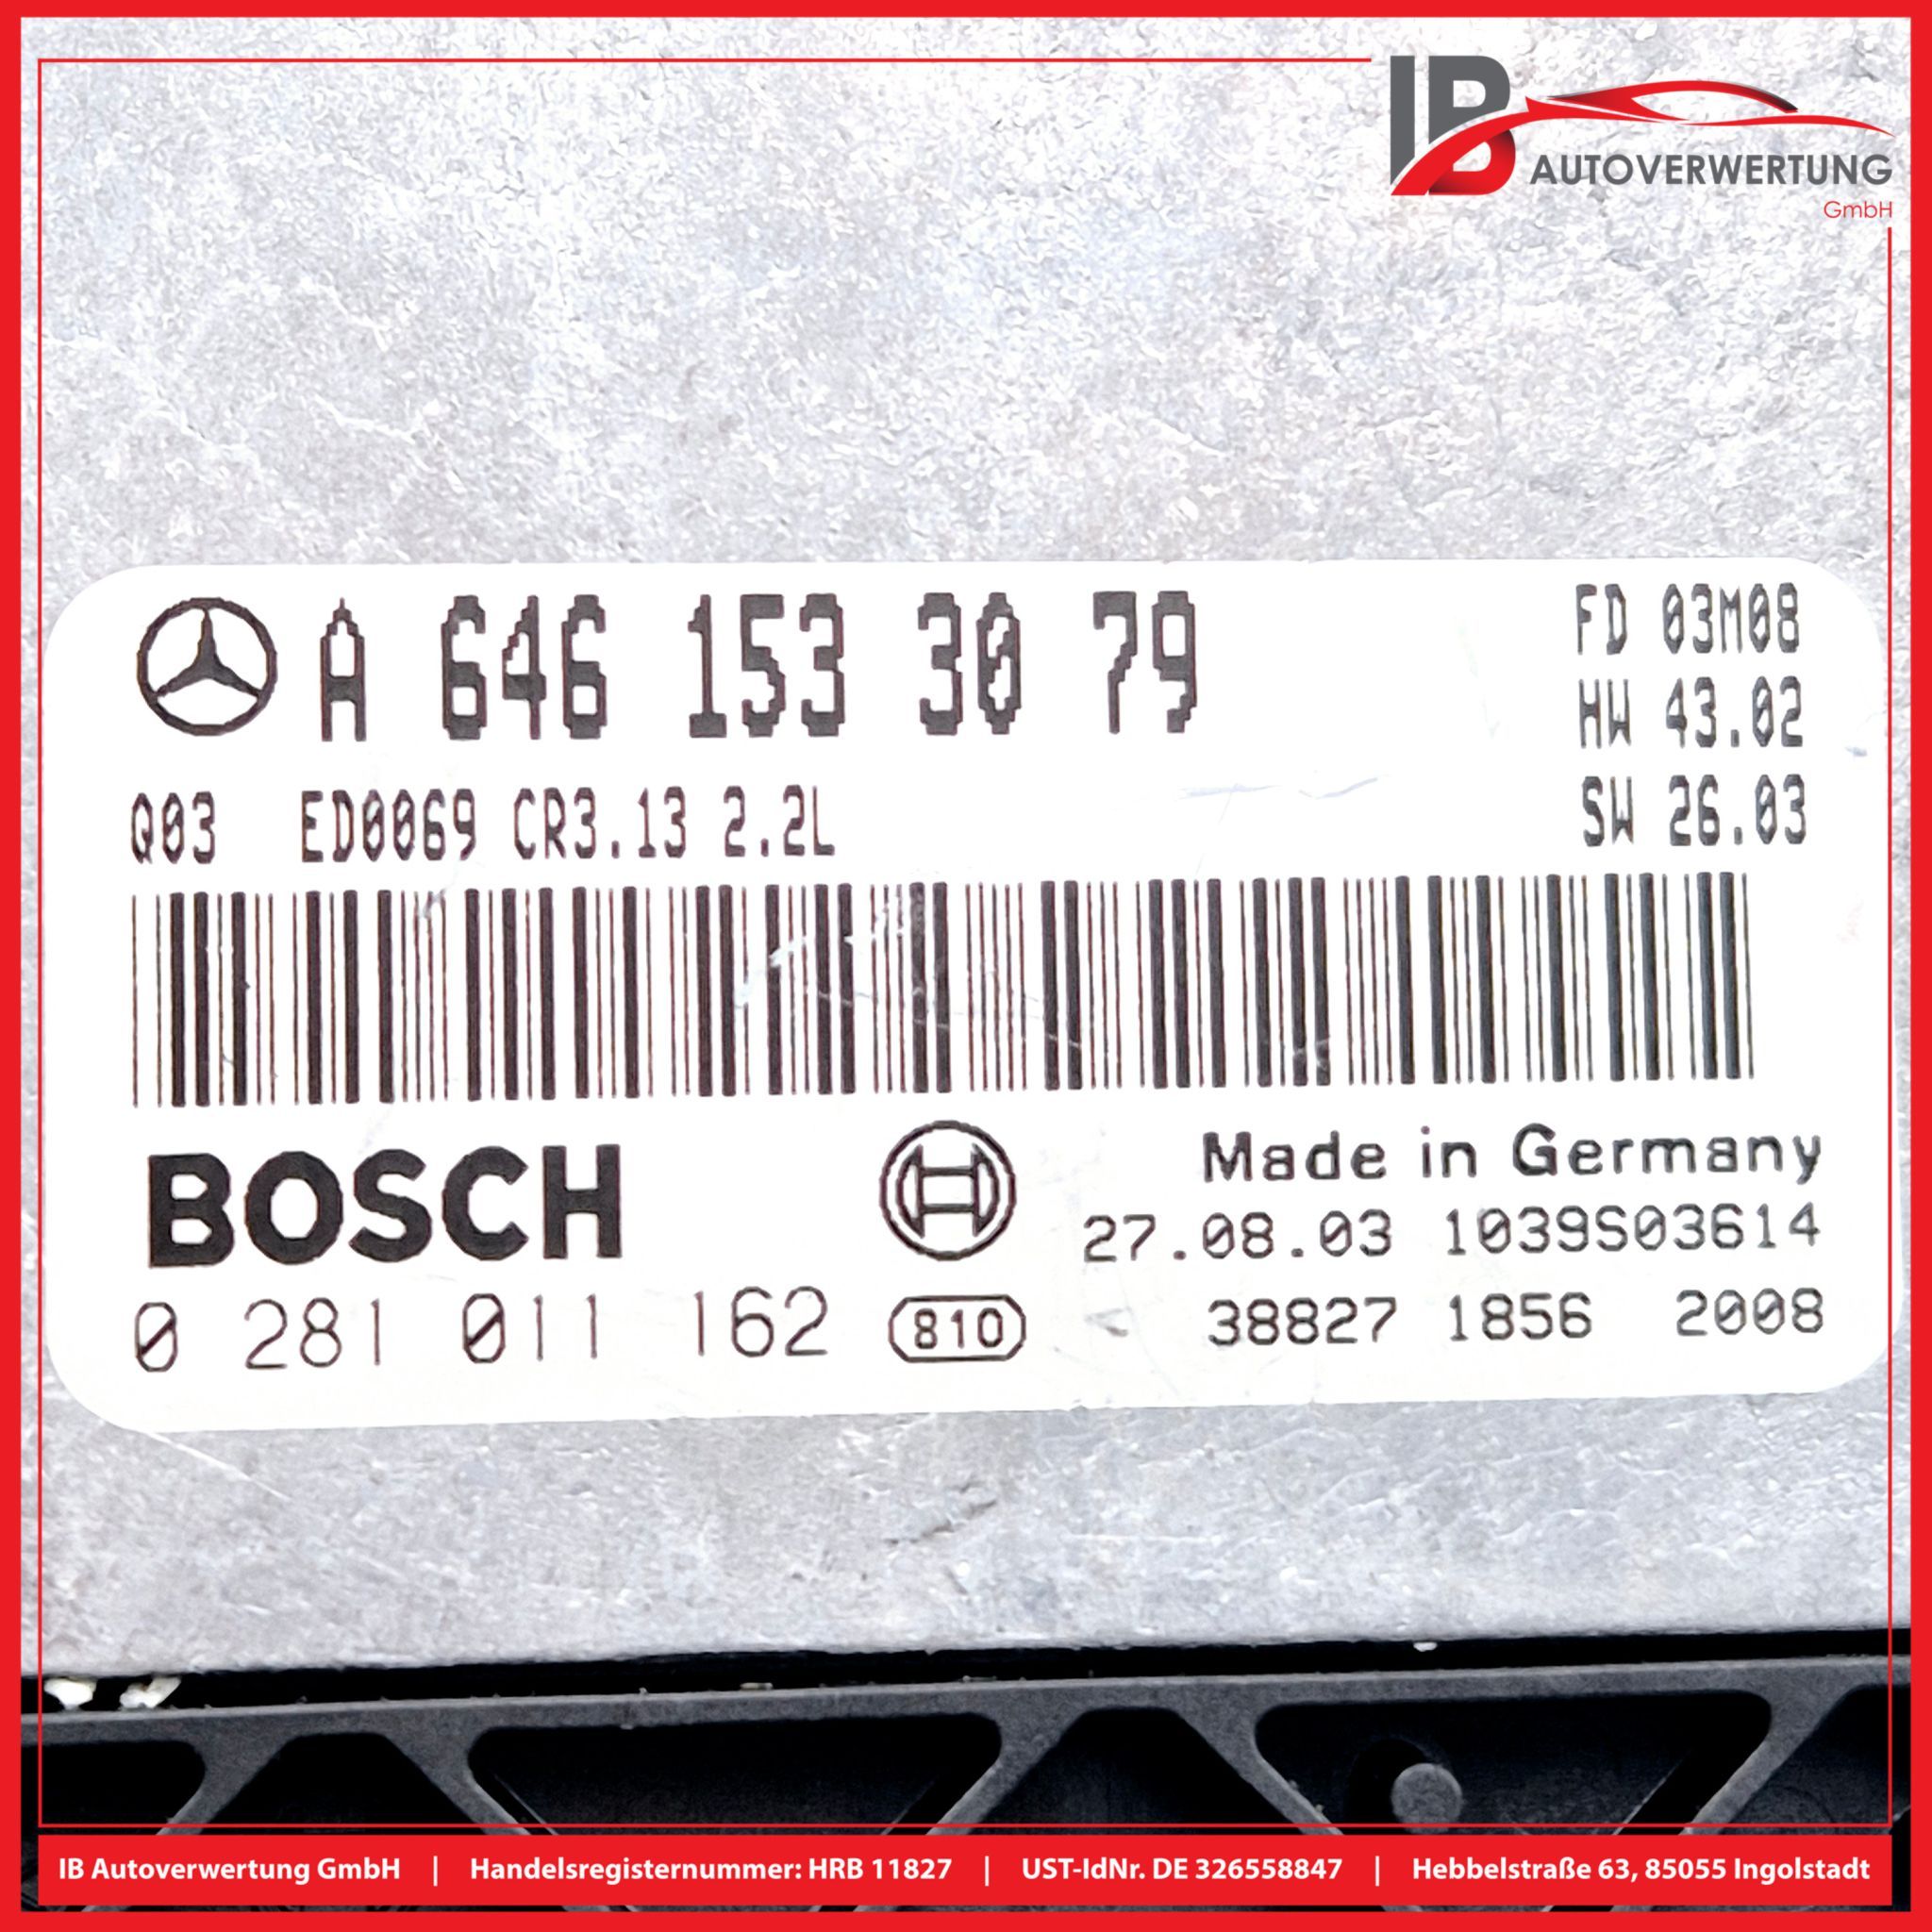 IB
AUTOVERWERTUNG
GmbH
A 646 153 30 79
FD 03M08
HW 43.02
Q03 ED0069 CR3.13 2.2L
SW 26.03
BOSCH
Made in Germany
27.08.03 1039S03614
0 281 011 162
810
38827 1856 2008
IB Autoverwertung GmbH | Handelsregisternummer: HRB 11827 | UST-IdNr. DE 326558847 | Hebbelstraße 63, 85055 Ingolstadt